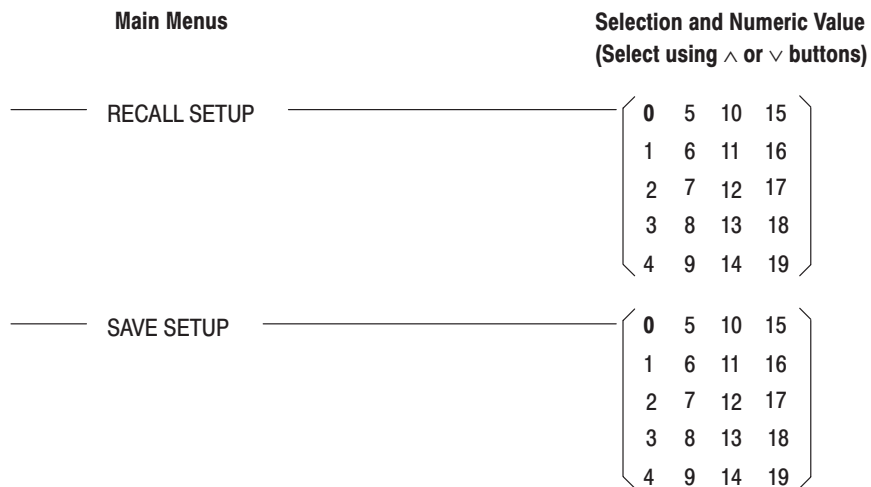 Main Menus
Selection and Numeric Value
(Select using ∧ or ∨ buttons)
RECALL SETUP
0 5 10 15
1 6 11 16
2 7 12 17
3 8 13 18
4 9 14 19
SAVE SETUP
0 5 10 15
1 6 11 16
2 7 12 17
3 8 13 18
4 9 14 19